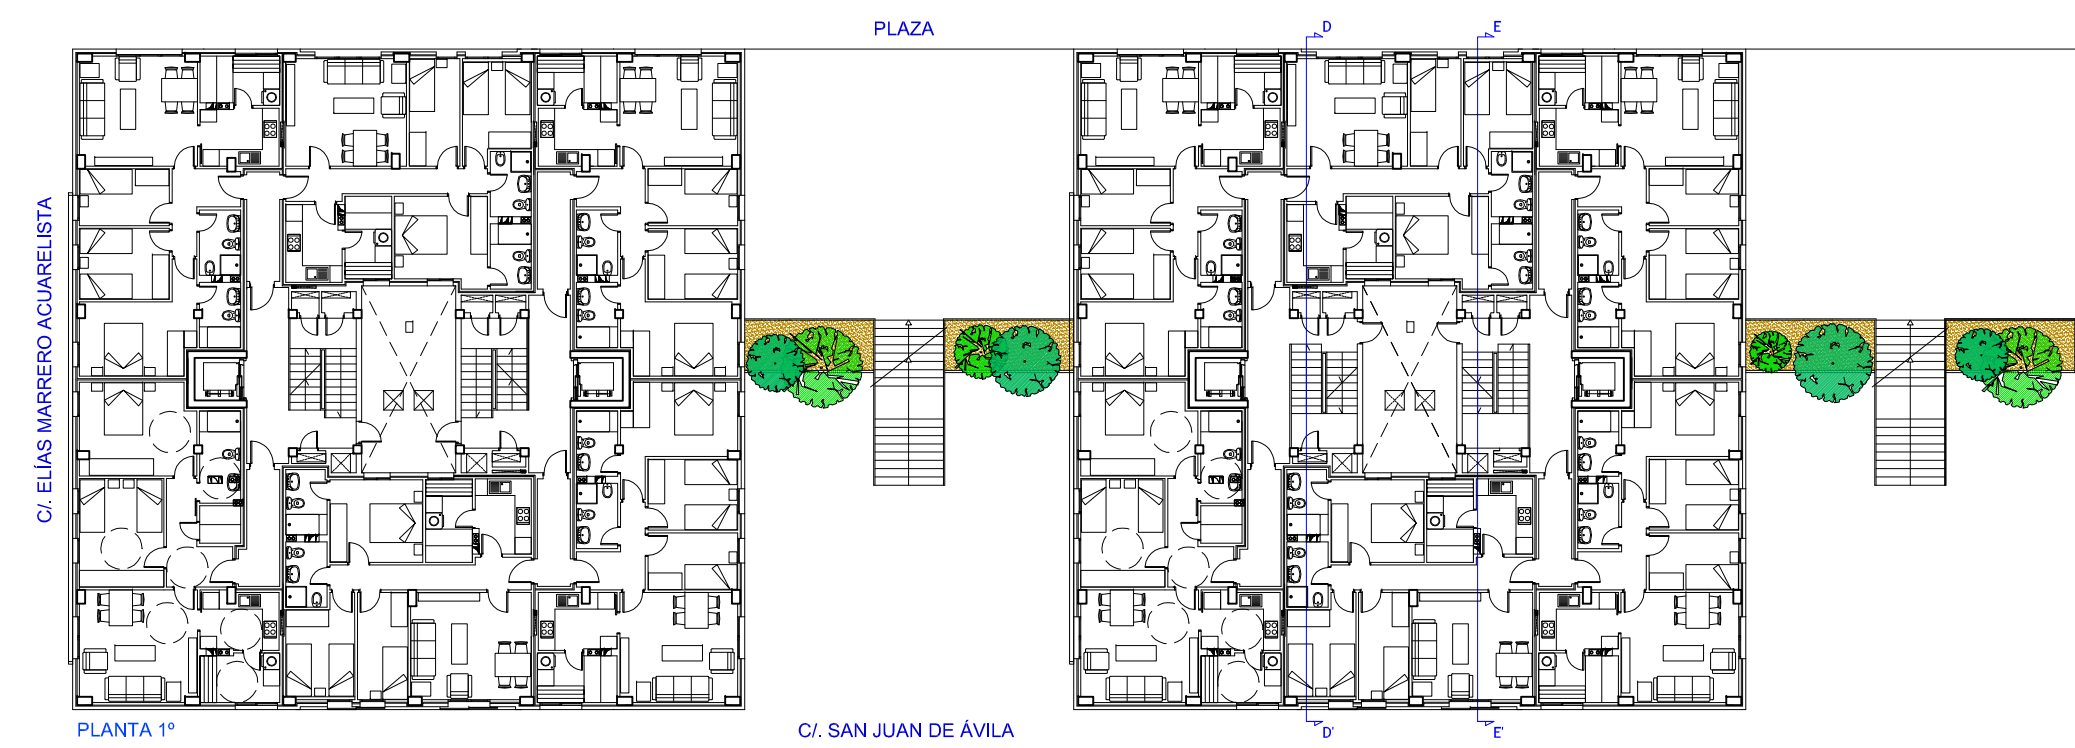 PLAZA
D
E
C/. ELÍAS MARRERO ACUARELISTA
PLANTA 1º
C/. SAN JUAN DE ÁVILA
D'
E'